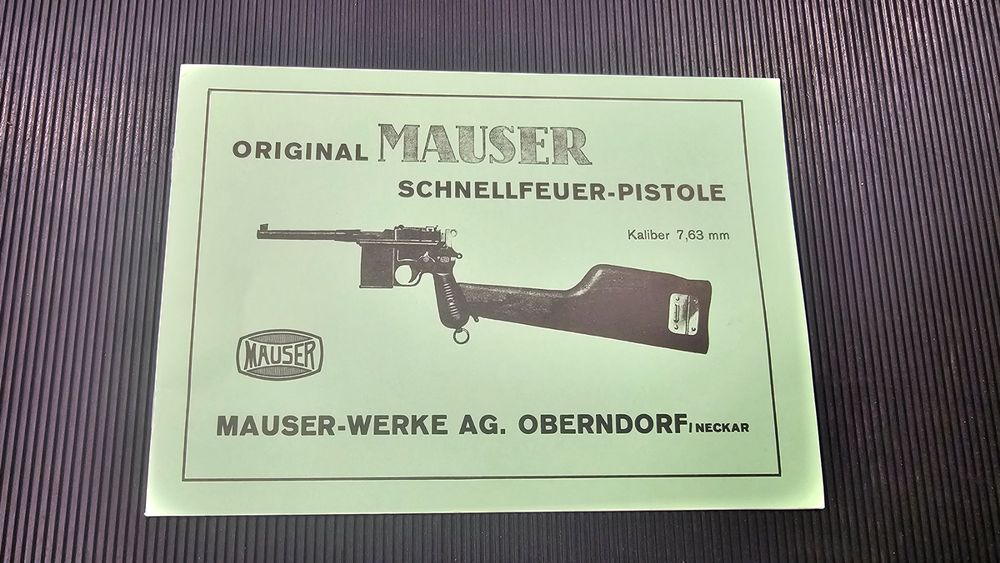 ORIGINAL MAUSER
SCHNELLFEUER-PISTOLE
Kaliber 7,63 mm
MAUSER
MAUSER-WERKE AG. OBERNDORF/NECKAR